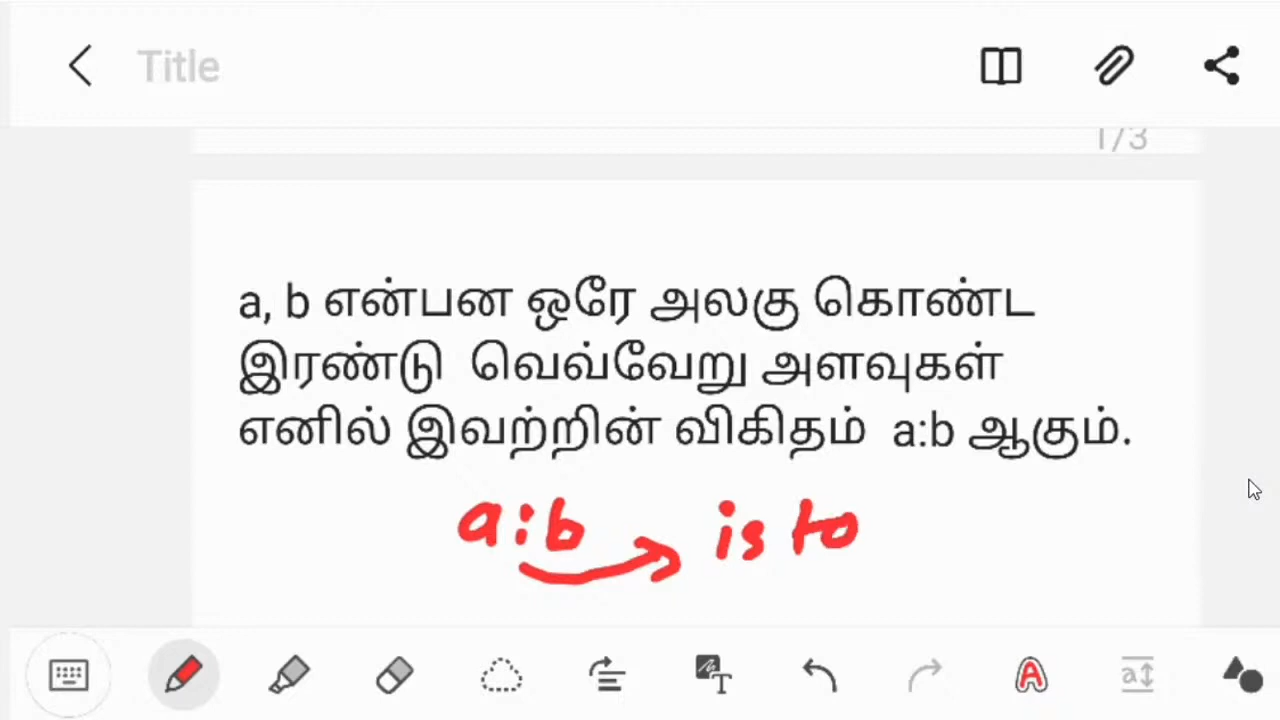 Title
1/3
a, b என்பன ஒரே அலகு கொண்ட
இரண்டு வெவ்வேறு அளவுகள்
எனில் இவற்றின் விகிதம் a:b ஆகும்.
a:b → is to